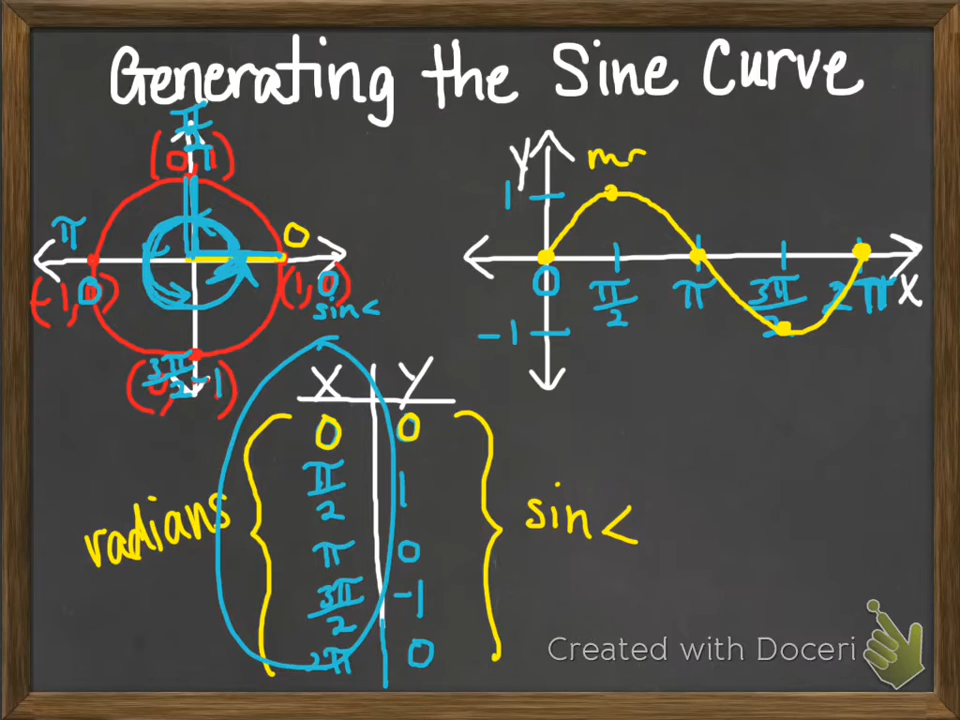 Generating the Sine Curve
π/2
(0, 1)
π
0
(-1, 0)
(1, 0)
3π/2
-1)
sin<
y
mr
1
0
π/2
π
3π/2
2π
x
-1
X Y
0 0
π/2 1
π 0
3π/2 -1
2π 0
radians
sin<
Created with Doceri